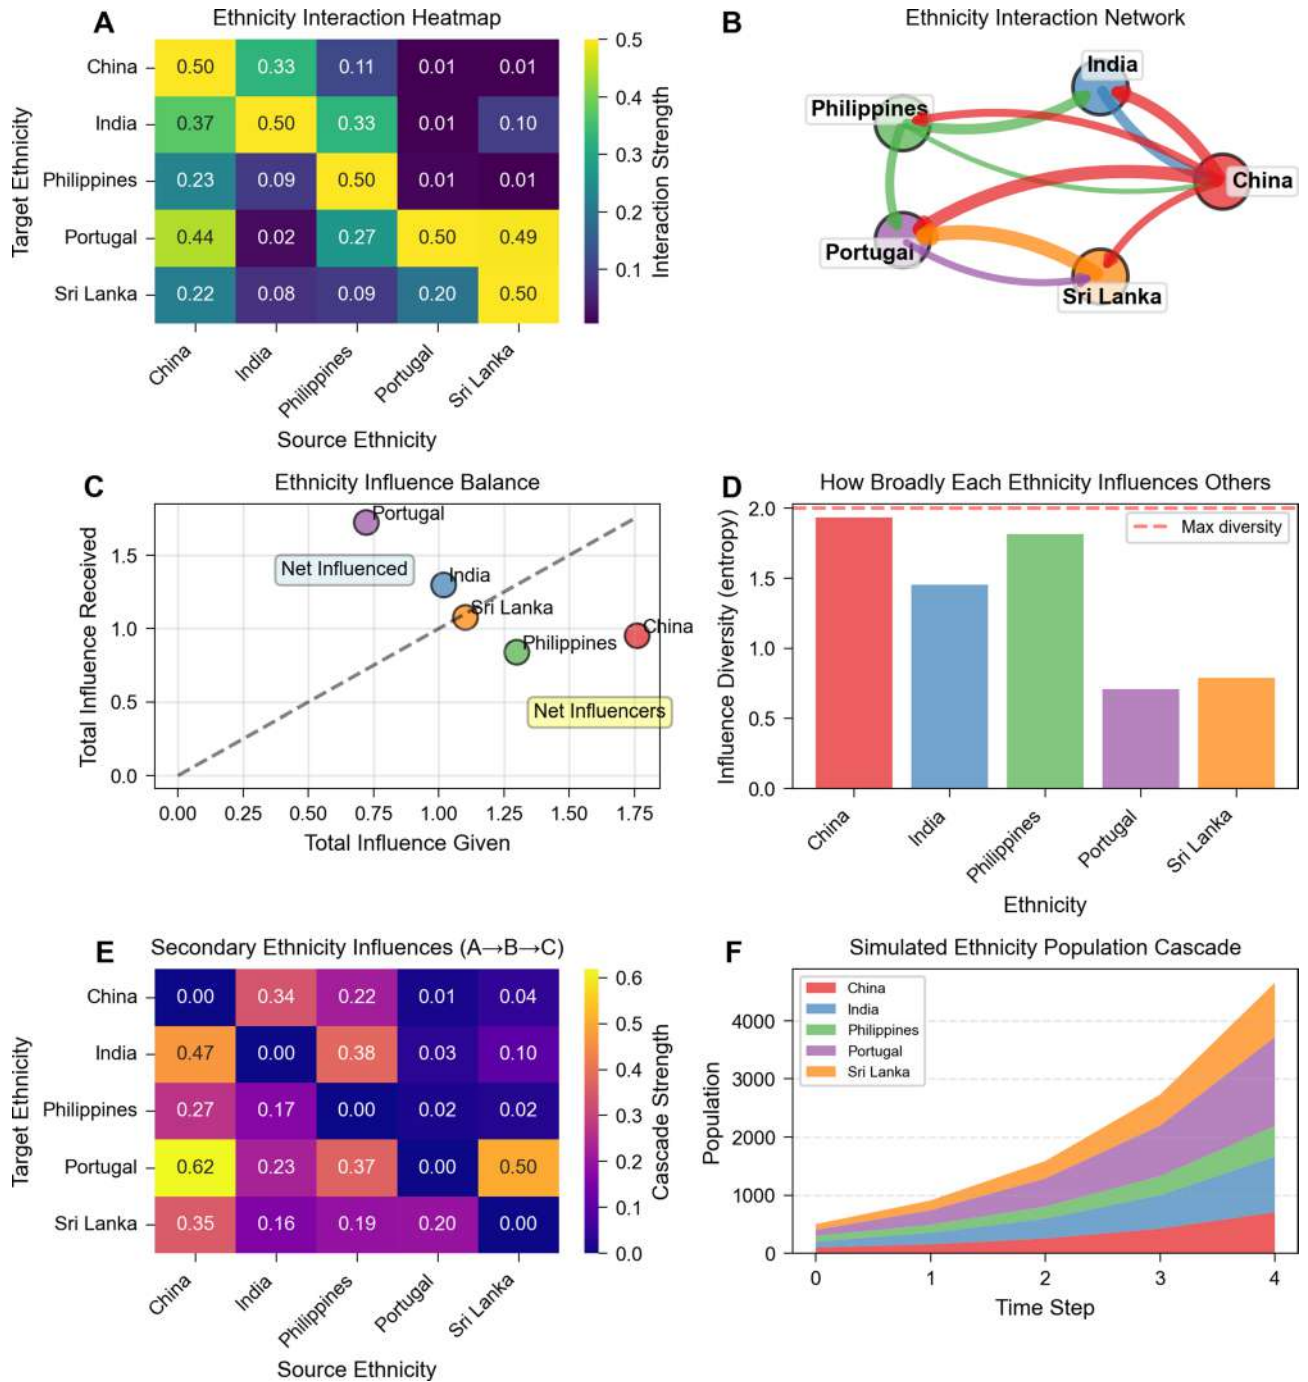 A Ethnicity Interaction Heatmap
Target Ethnicity
China 0.50 0.33 0.11 0.01 0.01
India 0.37 0.50 0.33 0.01 0.10
Philippines 0.23 0.09 0.50 0.01 0.01
Portugal 0.44 0.02 0.27 0.50 0.49
Sri Lanka 0.22 0.08 0.09 0.20 0.50
China India Philippines Portugal Sri Lanka
Source Ethnicity
0.5
0.4
0.3
0.2
0.1
Interaction Strength
B Ethnicity Interaction Network
India
Philippines
China
Portugal
Sri Lanka
C Ethnicity Influence Balance
Total Influence Received
1.5
1.0
0.5
0.0
Portugal
Net Influenced
India
Sri Lanka
China
Philippines
Net Influencers
0.00 0.25 0.50 0.75 1.00 1.25 1.50 1.75
Total Influence Given
D How Broadly Each Ethnicity Influences Others
Influence Diversity (entropy)
2.0
1.5
1.0
0.5
0.0
Max diversity
China India Philippines Portugal Sri Lanka
Ethnicity
E Secondary Ethnicity Influences (A→B→C)
Target Ethnicity
China 0.00 0.34 0.22 0.01 0.04
India 0.47 0.00 0.38 0.03 0.10
Philippines 0.27 0.17 0.00 0.02 0.02
Portugal 0.62 0.23 0.37 0.00 0.50
Sri Lanka 0.35 0.16 0.19 0.20 0.00
China India Philippines Portugal Sri Lanka
Source Ethnicity
0.6
0.5
0.4
0.3
0.2
0.1
0.0
Cascade Strength
F Simulated Ethnicity Population Cascade
Population
4000
3000
2000
1000
0
China
India
Philippines
Portugal
Sri Lanka
0 1 2 3 4
Time Step